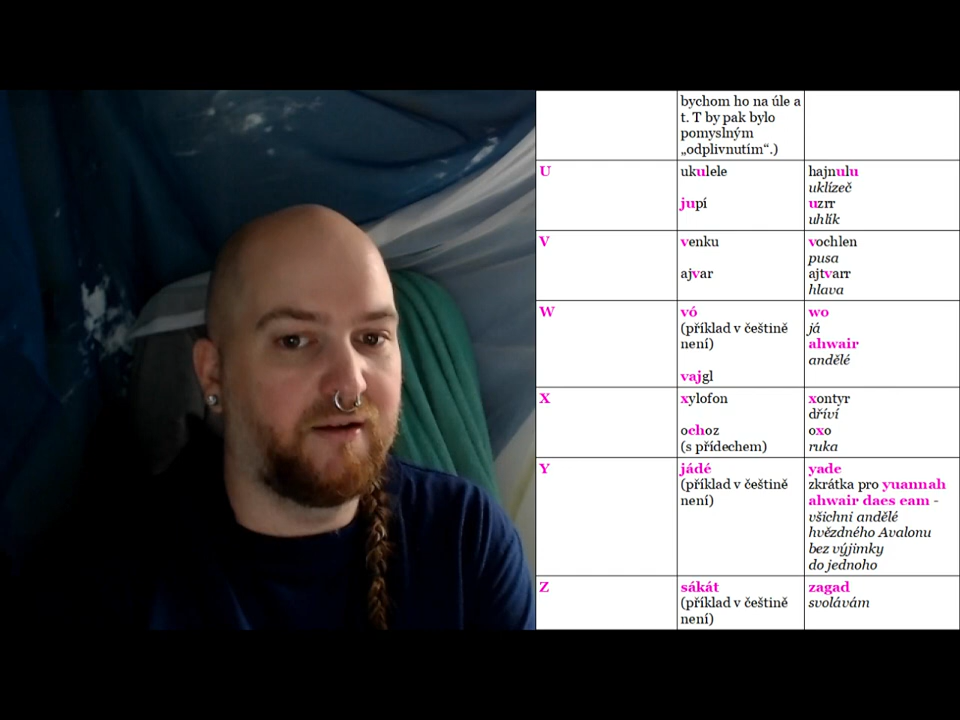 bychom ho na úle a
t. T by pak bylo
pomyslným
„odplivnutím“.)
U
ukulele
jupí
hajnulu
uklízeč
uzrr
uhlík
V
venku
ajvar
vochlen
pusa
ajtvarr
hlava
W
vó
(příklad v češtině
není)
vajgl
wo
já
ahwair
andělé
X
xylofon
ochoz
(s přídechem)
xontyr
dříví
oxo
ruka
Y
jádé
(příklad v češtině
není)
yade
zkrátka pro yuannah
ahwair daes eam -
všichni andělé
hvězdného Avalonu
bez výjimky
do jednoho
Z
sákát
(příklad v češtině
není)
zagad
svolávám